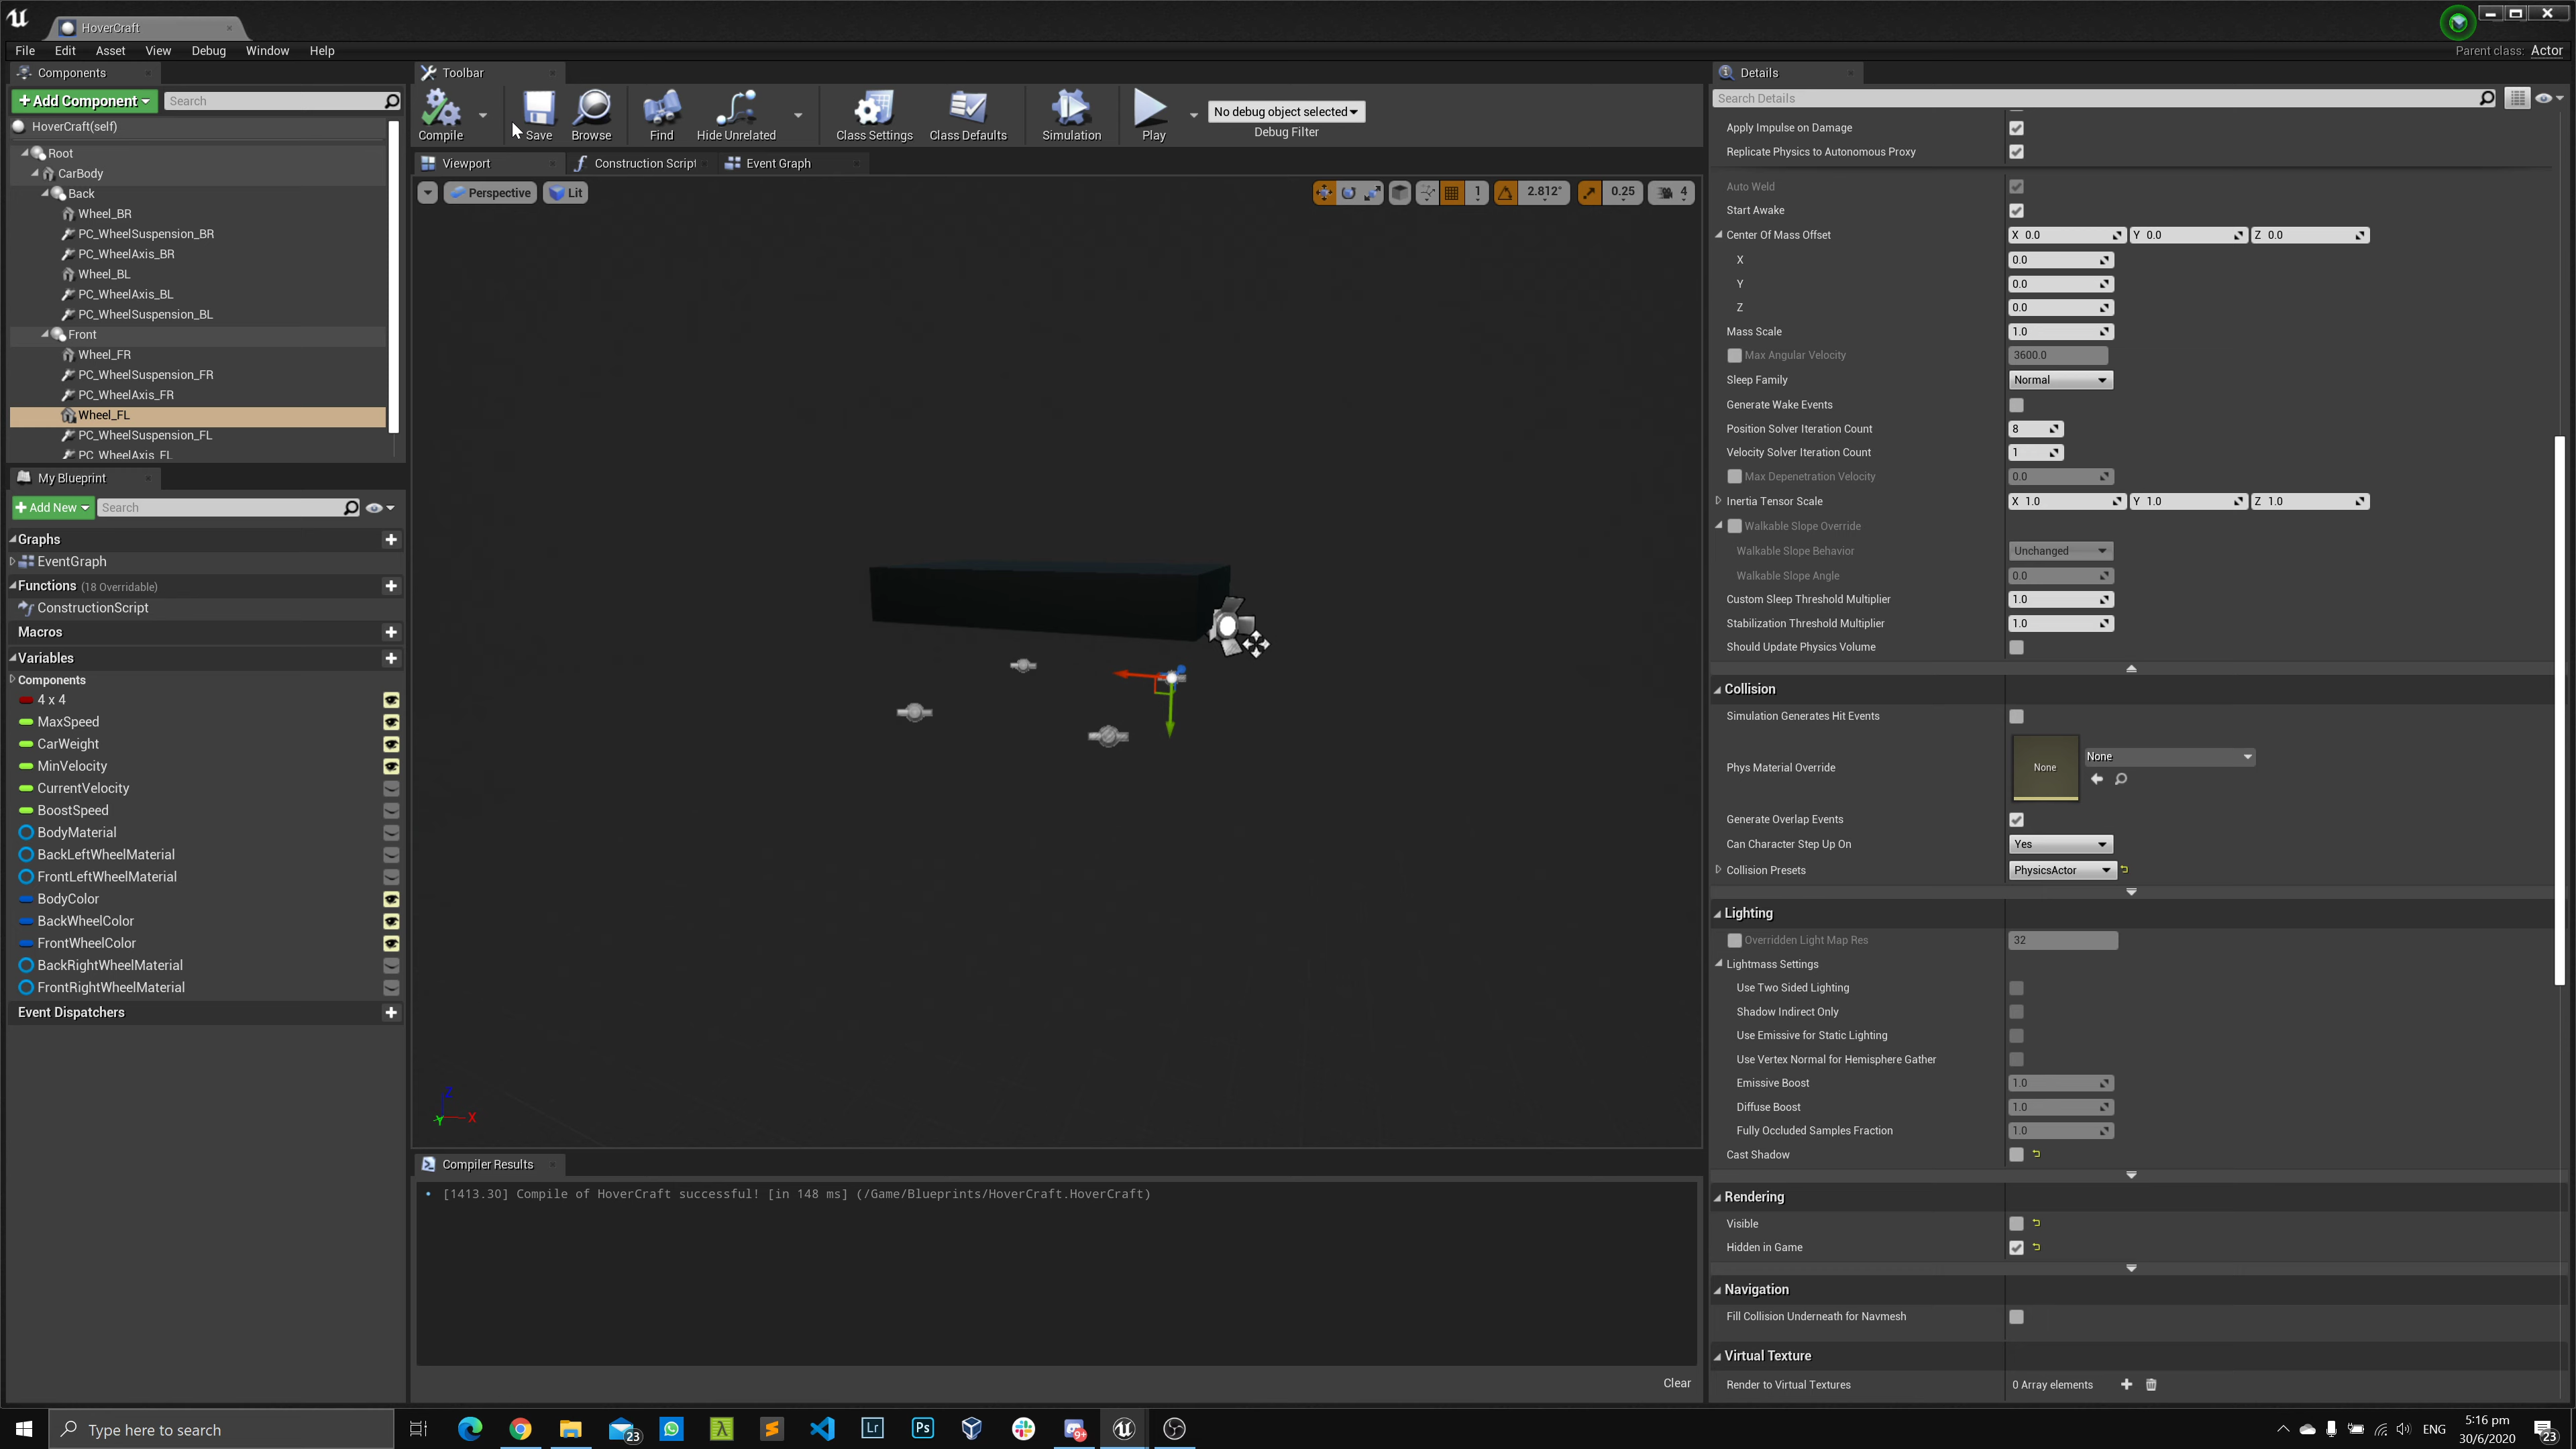 HoverCraft
File Edit Asset View Debug Window Help
Parent class: Actor
Components
+Add Component
Search
HoverCraft(self)
Root
CarBody
Back
Wheel_BR
PC_WheelSuspension_BR
PC_WheelAxis_BR
Wheel_BL
PC_WheelAxis_BL
PC_WheelSuspension_BL
Front
Wheel_FR
PC_WheelSuspension_FR
PC_WheelAxis_FR
Wheel_FL
PC_WheelSuspension_FL
PC_WheelAxis_FL
My Blueprint
+Add New
Search
Graphs
EventGraph
Functions (18 Overridable)
ConstructionScript
Macros
Variables
Components
4 x 4
MaxSpeed
CarWeight
MinVelocity
CurrentVelocity
BoostSpeed
BodyMaterial
BackLeftWheelMaterial
FrontLeftWheelMaterial
BodyColor
BackWheelColor
FrontWheelColor
BackRightWheelMaterial
FrontRightWheelMaterial
Event Dispatchers
Toolbar
Compile
Save
Browse
Find
Hide Unrelated
Class Settings
Class Defaults
Simulation
Play
No debug object selected
Debug Filter
Viewport
Construction Script
Event Graph
Perspective
Lit
1
2.812°
0.25
4
Z
Y
X
Compiler Results
[1413.30] Compile of HoverCraft successful! [in 148 ms] (/Game/Blueprints/HoverCraft.HoverCraft)
Clear
Details
Search Details
Apply Impulse on Damage
Replicate Physics to Autonomous Proxy
Auto Weld
Start Awake
Center Of Mass Offset X 0.0 Y 0.0 Z 0.0
X 0.0
Y 0.0
Z 0.0
Mass Scale 1.0
Max Angular Velocity 3600.0
Sleep Family Normal
Generate Wake Events
Position Solver Iteration Count 8
Velocity Solver Iteration Count 1
Max Depenetration Velocity 0.0
Inertia Tensor Scale X 1.0 Y 1.0 Z 1.0
Walkable Slope Override
Walkable Slope Behavior Unchanged
Walkable Slope Angle 0.0
Custom Sleep Threshold Multiplier 1.0
Stabilization Threshold Multiplier 1.0
Should Update Physics Volume
Collision
Simulation Generates Hit Events
Phys Material Override None None
Generate Overlap Events
Can Character Step Up On Yes
Collision Presets PhysicsActor
Lighting
Overridden Light Map Res 32
Lightmass Settings
Use Two Sided Lighting
Shadow Indirect Only
Use Emissive for Static Lighting
Use Vertex Normal for Hemisphere Gather
Emissive Boost 1.0
Diffuse Boost 1.0
Fully Occluded Samples Fraction 1.0
Cast Shadow
Rendering
Visible
Hidden in Game
Navigation
Fill Collision Underneath for Navmesh
Virtual Texture
Render to Virtual Textures 0 Array elements
Type here to search
23
Lr
Ps
9+
ENG
5:16 pm
30/6/2020
23